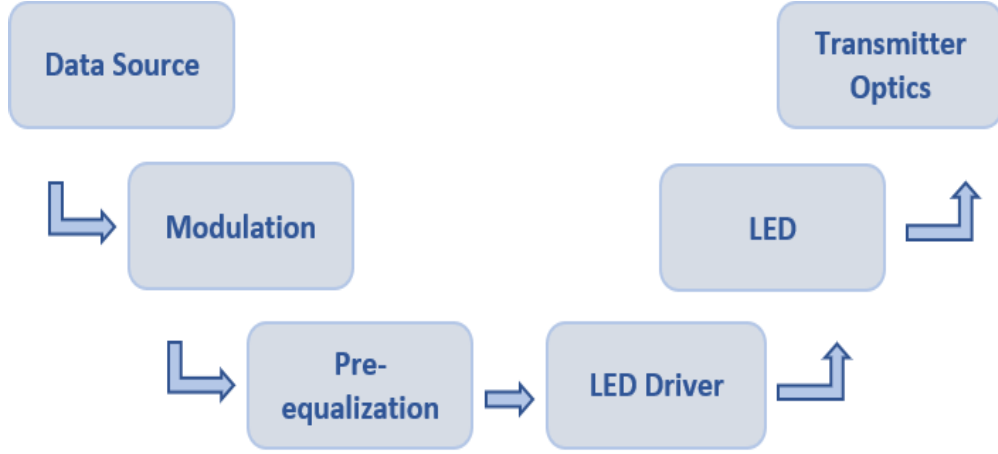 Data Source
Modulation
Pre-
equalization
LED Driver
LED
Transmitter
Optics